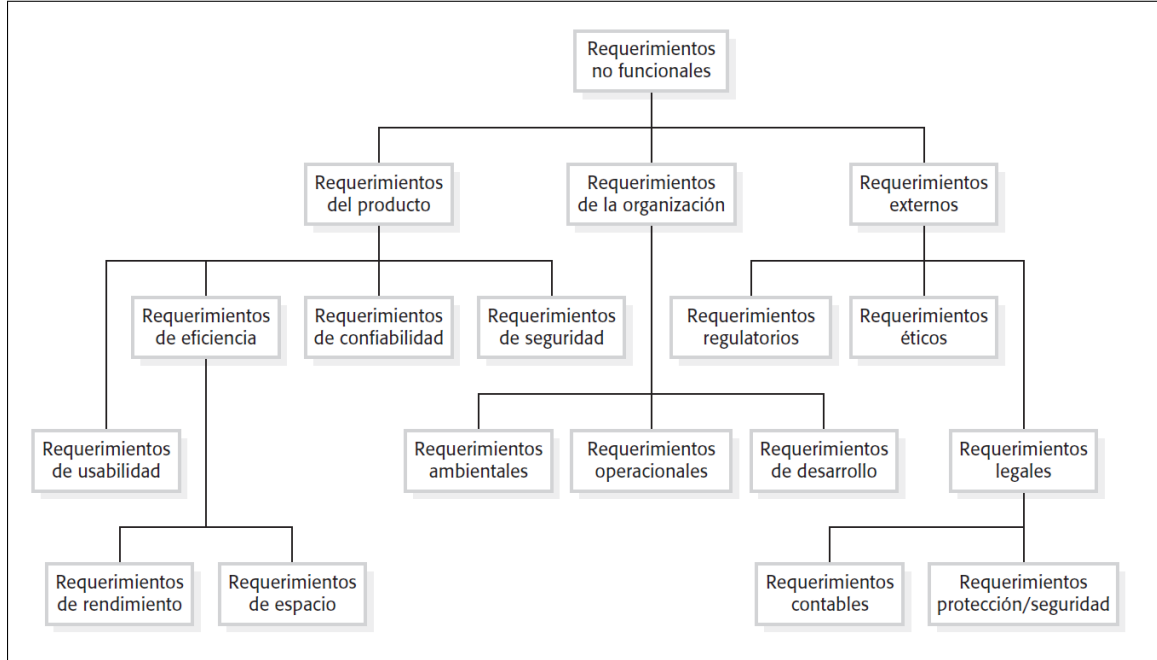 Requerimientos
no funcionales
Requerimientos
del producto
Requerimientos
de la organización
Requerimientos
externos
Requerimientos
de eficiencia
Requerimientos
de confiabilidad
Requerimientos
de seguridad
Requerimientos
regulatorios
Requerimientos
éticos
Requerimientos
de usabilidad
Requerimientos
ambientales
Requerimientos
operacionales
Requerimientos
de desarrollo
Requerimientos
legales
Requerimientos
de rendimiento
Requerimientos
de espacio
Requerimientos
contables
Requerimientos
protección/seguridad